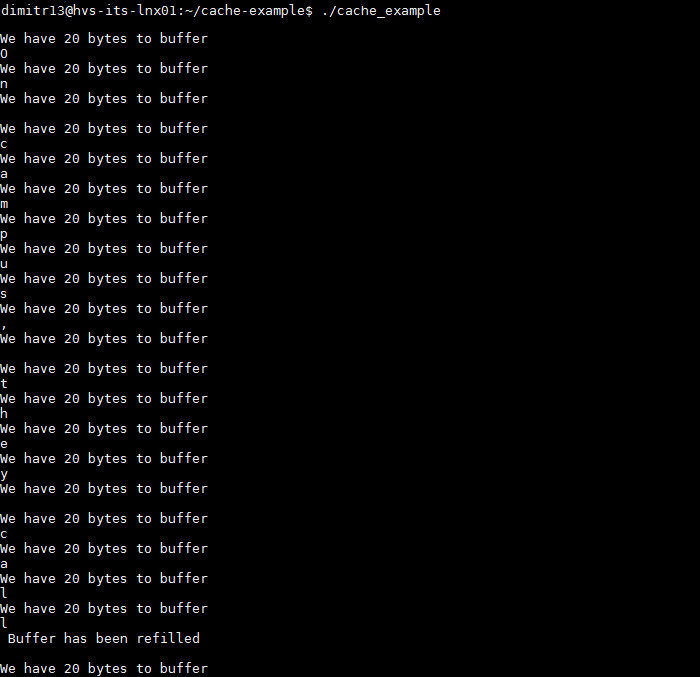 dimitr13@hvs-its-lnx01:~/cache-example$ ./cache_example
We have 20 bytes to buffer
O
We have 20 bytes to buffer
n
We have 20 bytes to buffer
We have 20 bytes to buffer
c
We have 20 bytes to buffer
a
We have 20 bytes to buffer
m
We have 20 bytes to buffer
p
We have 20 bytes to buffer
u
We have 20 bytes to buffer
s
We have 20 bytes to buffer
,
We have 20 bytes to buffer
We have 20 bytes to buffer
t
We have 20 bytes to buffer
h
We have 20 bytes to buffer
e
We have 20 bytes to buffer
y
We have 20 bytes to buffer
We have 20 bytes to buffer
c
We have 20 bytes to buffer
a
We have 20 bytes to buffer
l
We have 20 bytes to buffer
l
Buffer has been refilled
We have 20 bytes to buffer